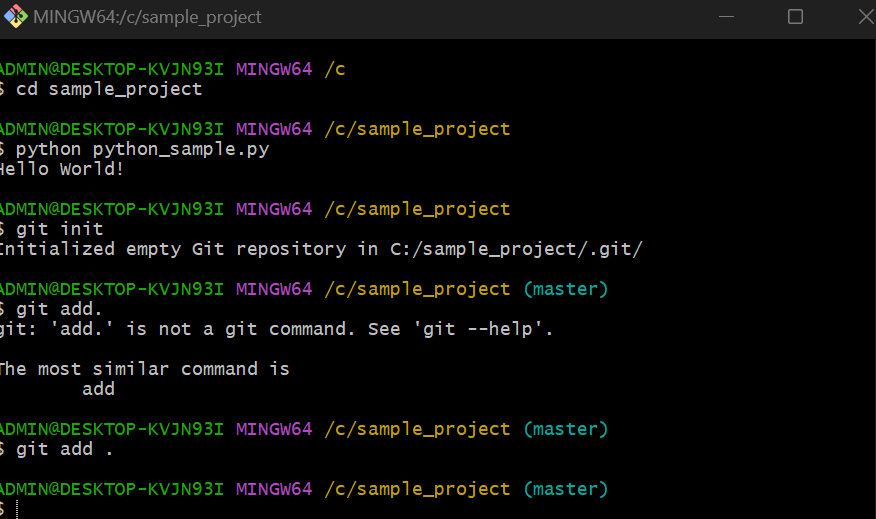 MINGW64:/c/sample_project
ADMIN@DESKTOP-KVJN93I MINGW64 /c
$ cd sample_project
ADMIN@DESKTOP-KVJN93I MINGW64 /c/sample_project
$ python python_sample.py
Hello World!
ADMIN@DESKTOP-KVJN93I MINGW64 /c/sample_project
$ git init
Initialized empty Git repository in C:/sample_project/.git/
ADMIN@DESKTOP-KVJN93I MINGW64 /c/sample_project (master)
$ git add.
git: 'add.' is not a git command. See 'git --help'.
The most similar command is
add
ADMIN@DESKTOP-KVJN93I MINGW64 /c/sample_project (master)
$ git add .
ADMIN@DESKTOP-KVJN93I MINGW64 /c/sample_project (master)
$